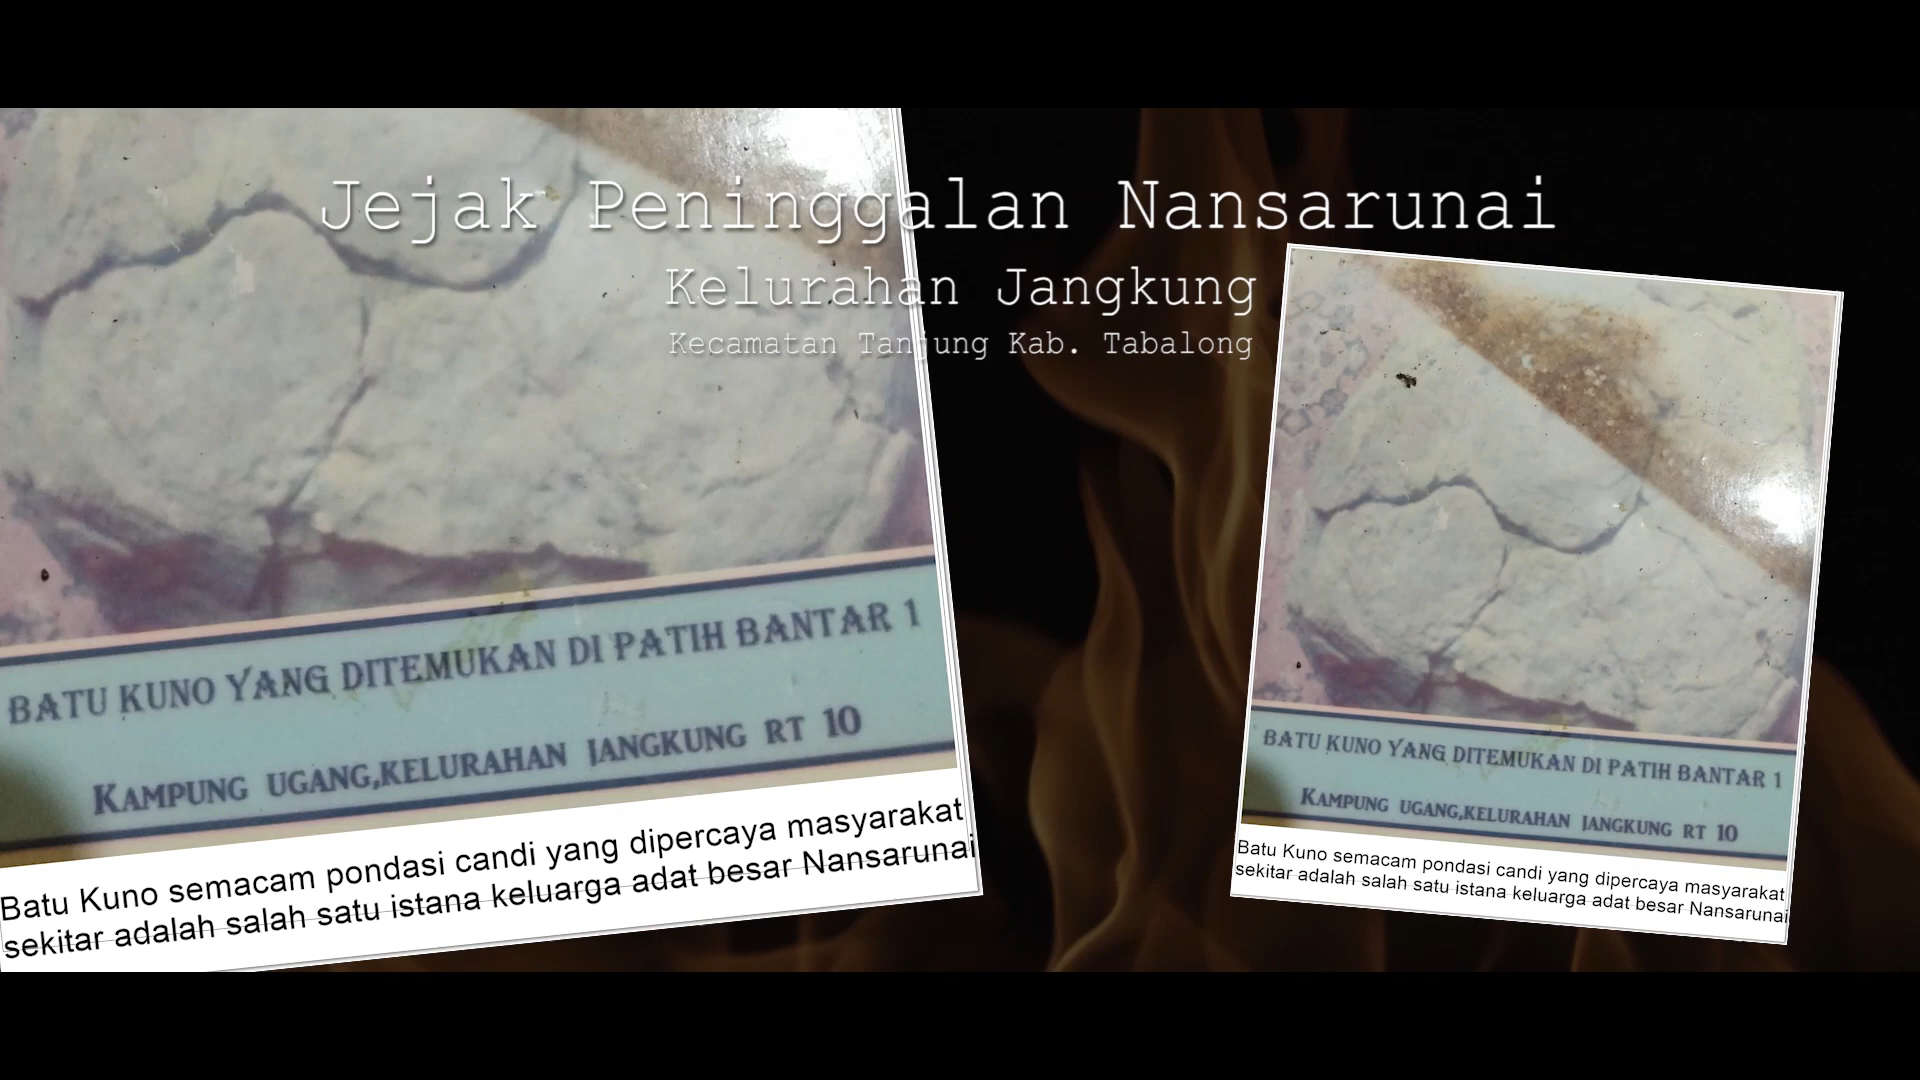 Jejak Peninggalan Nansarunai
Kelurahan Jangkung
Kecamatan Tanjung Kab. Tabalong
BATU KUNO YANG DITEMUKAN DI PATIH BANTAR 1
KAMPUNG UGANG,KELURAHAN JANGKUNG RT 10
Batu Kuno semacam pondasi candi yang dipercaya masyarakat
sekitar adalah salah satu istana keluarga adat besar Nansarunai
BATU KUNO YANG DITEMUKAN DI PATIH BANTAR 1
KAMPUNG UGANG,KELURAHAN JANGKUNG RT 10
Batu Kuno semacam pondasi candi yang dipercaya masyarakat
sekitar adalah salah satu istana keluarga adat besar Nansarunai